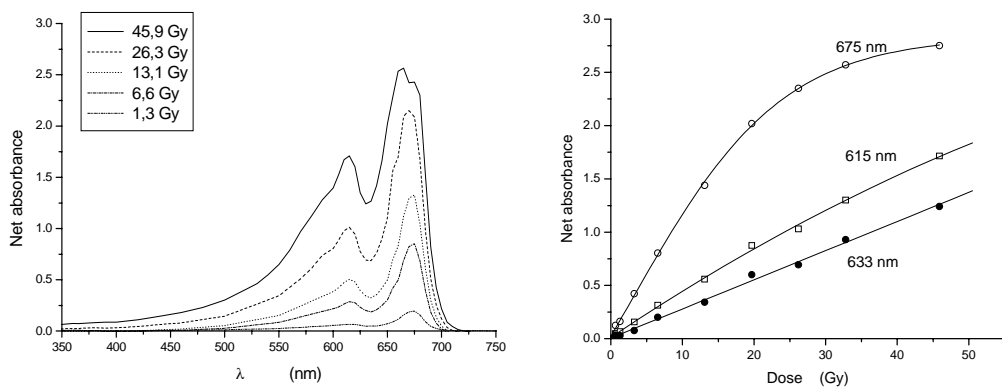 3.0
2.5
2.0
1.5
1.0
0.5
0.0
Net absorbance
45,9 Gy
26,3 Gy
13,1 Gy
6,6 Gy
1,3 Gy
350 400 450 500 550 600 650 700 750
λ (nm)
3.0
2.5
2.0
1.5
1.0
0.5
0.0
Net absorbance
675 nm
615 nm
633 nm
0 10 20 30 40 50
Dose (Gy)